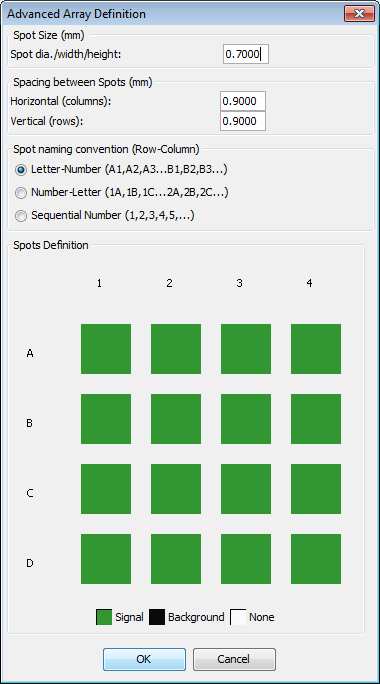 Advanced Array Definition
Spot Size (mm)
Spot dia./width/height: 0.7000
Spacing between Spots (mm)
Horizontal (columns): 0.9000
Vertical (rows): 0.9000
Spot naming convention (Row-Column)
Letter-Number (A1,A2,A3...B1,B2,B3...)
Number-Letter (1A,1B,1C...2A,2B,2C...)
Sequential Number (1,2,3,4,5,...)
Spots Definition
1 2 3 4
A
B
C
D
Signal Background None
OK Cancel